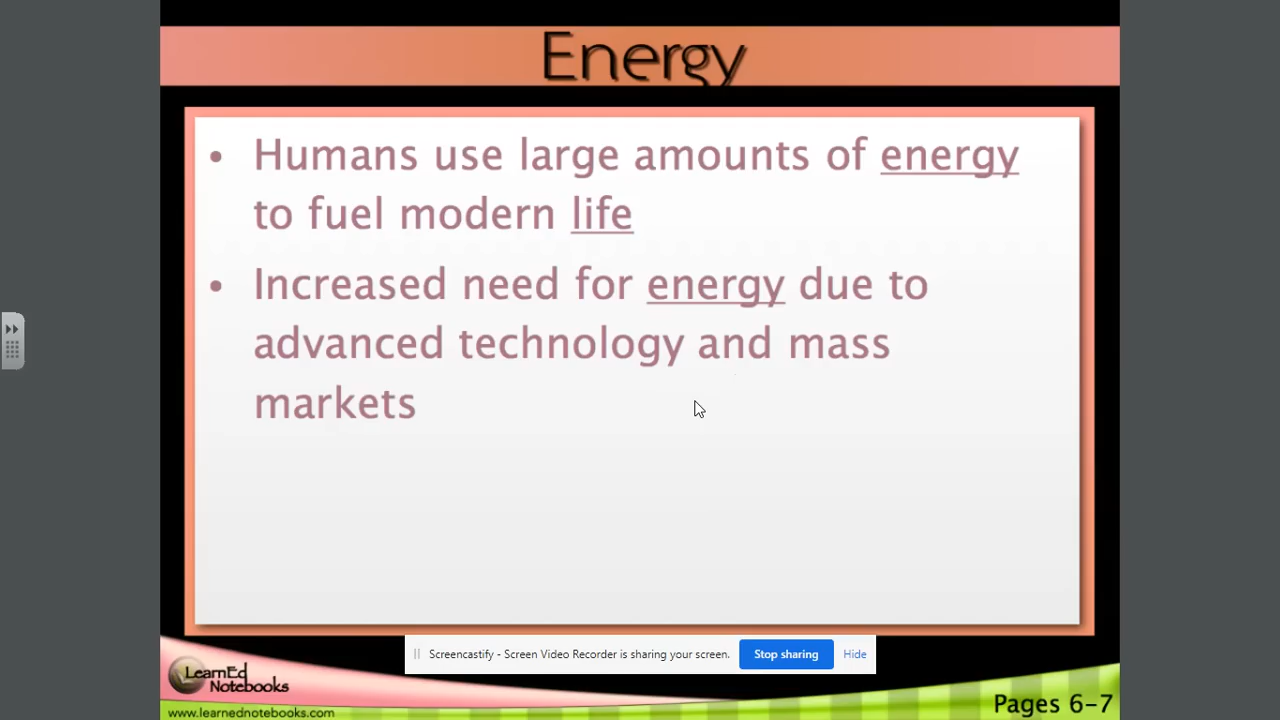 Energy
• Humans use large amounts of energy
to fuel modern life
• Increased need for energy due to
advanced technology and mass
markets
Screencastify - Screen Video Recorder is sharing your screen.
Stop sharing
Hide
LearnEd
Notebooks
www.learnednotebooks.com
Pages 6-7